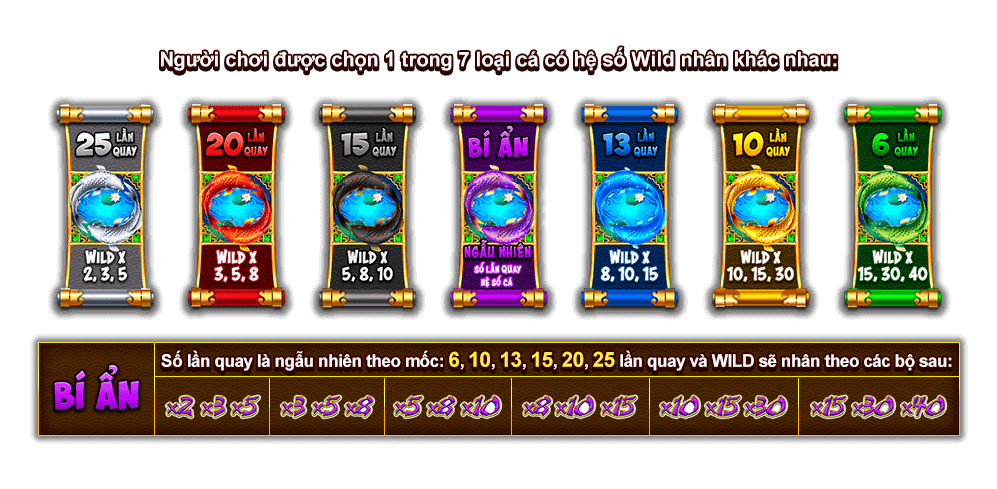 Người chơi được chọn 1 trong 7 loại cá có hệ số Wild nhân khác nhau:
25 LẦN QUAY
WILD X
2, 3, 5
20 LẦN QUAY
WILD X
3, 5, 8
15 LẦN QUAY
WILD X
5, 8, 10
BÍ ẨN
NGẪU NHIÊN
SỐ LẦN QUAY
HỆ SỐ CÁ
13 LẦN QUAY
WILD X
8, 10, 15
10 LẦN QUAY
WILD X
10, 15, 30
6 LẦN QUAY
WILD X
15, 30, 40
BÍ ẨN
Số lần quay là ngẫu nhiên theo mốc: 6, 10, 13, 15, 20, 25 lần quay và WILD sẽ nhân theo các bộ sau:
x2 x3 x5
x3 x5 x8
x5 x8 x10
x8 x10 x15
x10 x15 x30
x15 x30 x40